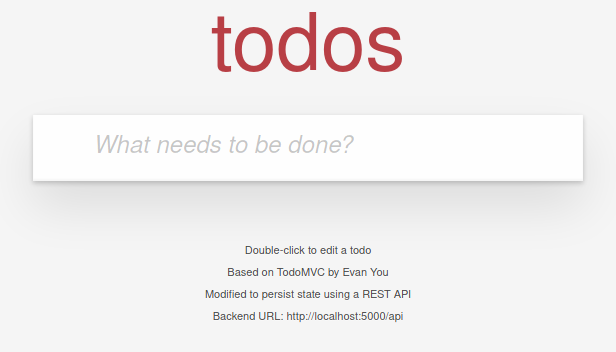 todos
What needs to be done?
Double-click to edit a todo
Based on TodoMVC by Evan You
Modified to persist state using a REST API
Backend URL: http://localhost:5000/api